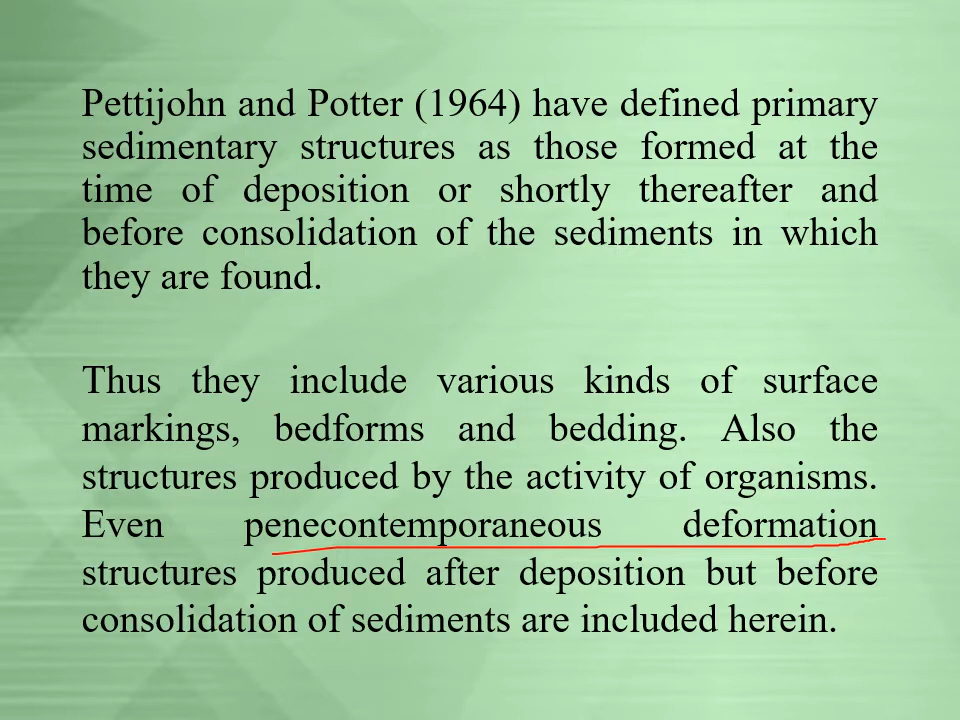 Pettijohn and Potter (1964) have defined primary
sedimentary structures as those formed at the
time of deposition or shortly thereafter and
before consolidation of the sediments in which
they are found.
Thus they include various kinds of surface
markings, bedforms and bedding. Also the
structures produced by the activity of organisms.
Even penecontemporaneous deformation
structures produced after deposition but before
consolidation of sediments are included herein.